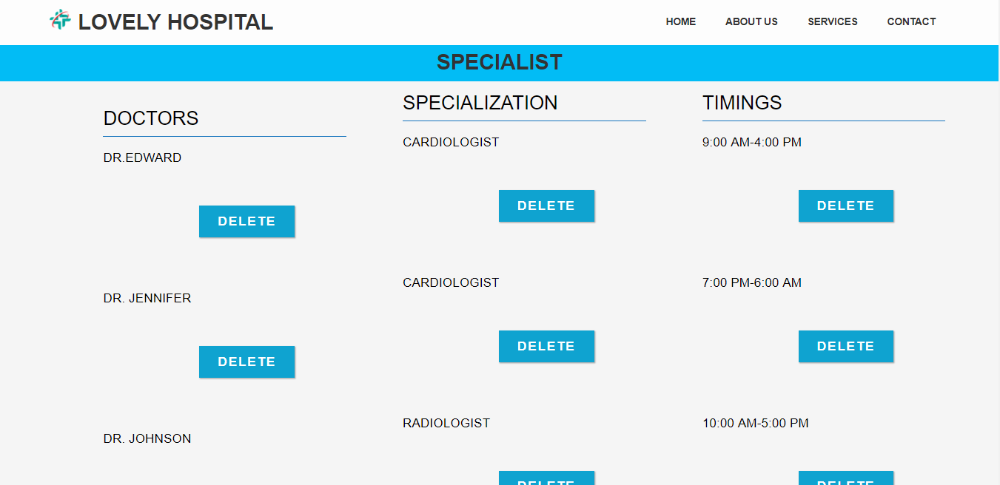 LOVELY HOSPITAL
HOME ABOUT US SERVICES CONTACT
SPECIALIST
DOCTORS SPECIALIZATION TIMINGS
DR.EDWARD CARDIOLOGIST 9:00 AM-4:00 PM
DELETE DELETE DELETE
DR. JENNIFER CARDIOLOGIST 7:00 PM-6:00 AM
DELETE DELETE DELETE
DR. JOHNSON RADIOLOGIST 10:00 AM-5:00 PM
DELETE DELETE